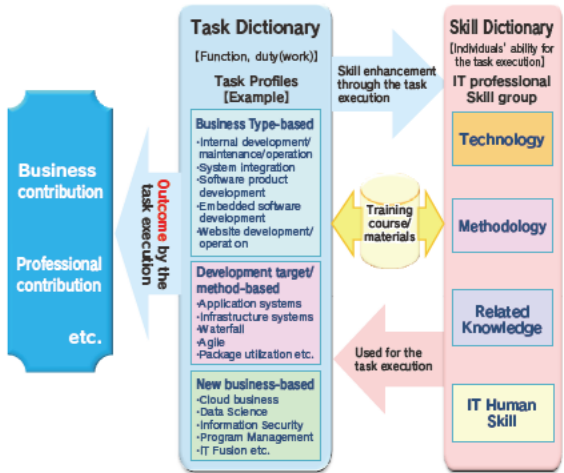 Business
contribution
Professional
contribution
etc.
Outcome by the
task execution
Task Dictionary
[Function, duty(work)]
Task Profiles
[Example]
Business Type-based
·Internal development/
maintenance/operation
·System integration
·Software product
development
·Embedded software
development
·Website development/
operation
Development target/
method-based
·Application systems
·Infrastructure systems
·Waterfall
·Agile
·Package utilization etc.
New business-based
·Cloud business
·Data Science
·Information Security
·Program Management
·IT Fusion etc.
Skill enhancement
through the task
execution
Training
course/
materials
Used for the
task execution
Skill Dictionary
[Individuals' ability for
the task execution]
IT professional
Skill group
Technology
Methodology
Related
Knowledge
IT Human
Skill